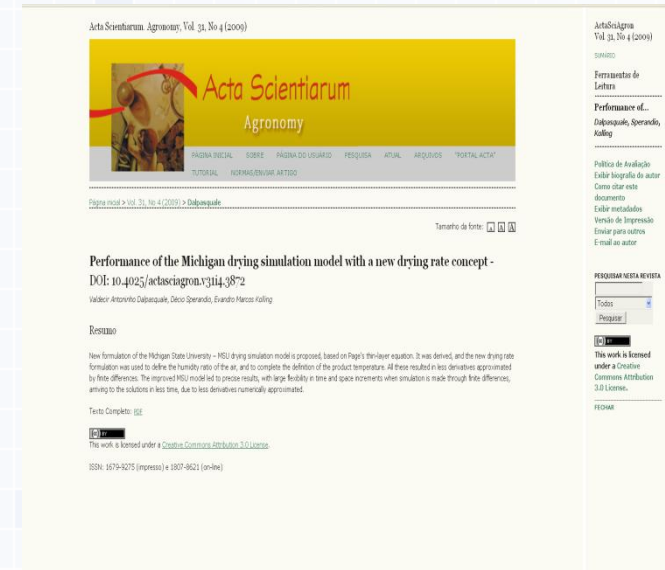 Acta Scientiarum. Agronomy, Vol. 31, No 4 (2009)
Acta Scientiarum
Agronomy
PÁGINA INICIAL SOBRE PÁGINA DO USUÁRIO PESQUISA ATUAL ARQUIVOS "PORTAL ACTA"
TUTORIAL NORMAS/ENVIAR ARTIGO
Página inicial > Vol. 31, No 4 (2009) > Dalpasquale
Tamanho da fonte:
Performance of the Michigan drying simulation model with a new drying rate concept -
DOI: 10.4025/actasciagron.v31i4.3872
Valdecir Antoninho Dalpasquale, Décio Sperandio, Evandro Marcos Kolling
Resumo
New formulation of the Michigan State University – MSU drying simulation model is proposed, based on Page's thin-layer equation. It was derived, and the new drying rate
formulation was used to define the humidity ratio of the air, and to complete the definition of the product temperature. All these resulted in less derivatives approximated
by finite differences. The improved MSU model led to precise results, with large flexibility in time and space increments when simulation is made through finite differences,
arriving to the solutions in less time, due to less derivatives numerically approximated.
Texto Completo: PDF
This work is licensed under a Creative Commons Attribution 3.0 License.
ISSN: 1679-9275 (impresso) e 1807-8621 (on-line)
ActaSciAgron
Vol. 31, No 4 (2009)
SUMÁRIO
Ferramentas de
Leitura
Performance of...
Dalpasquale, Sperandio,
Kolling
Política de Avaliação
Exibir biografia do autor
Como citar este
documento
Exibir metadados
Versão de Impressão
Enviar para outros
E-mail ao autor
PESQUISAR NESTA REVISTA
Todos
Pesquisar
This work is licensed
under a Creative
Commons Attribution
3.0 License.
FECHAR